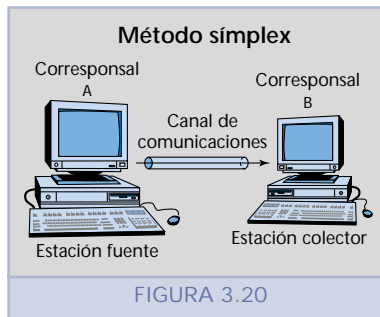 Método símplex
Corresponsal
A
Corresponsal
B
Canal de
comunicaciones
Estación fuente
Estación colector
FIGURA 3.20